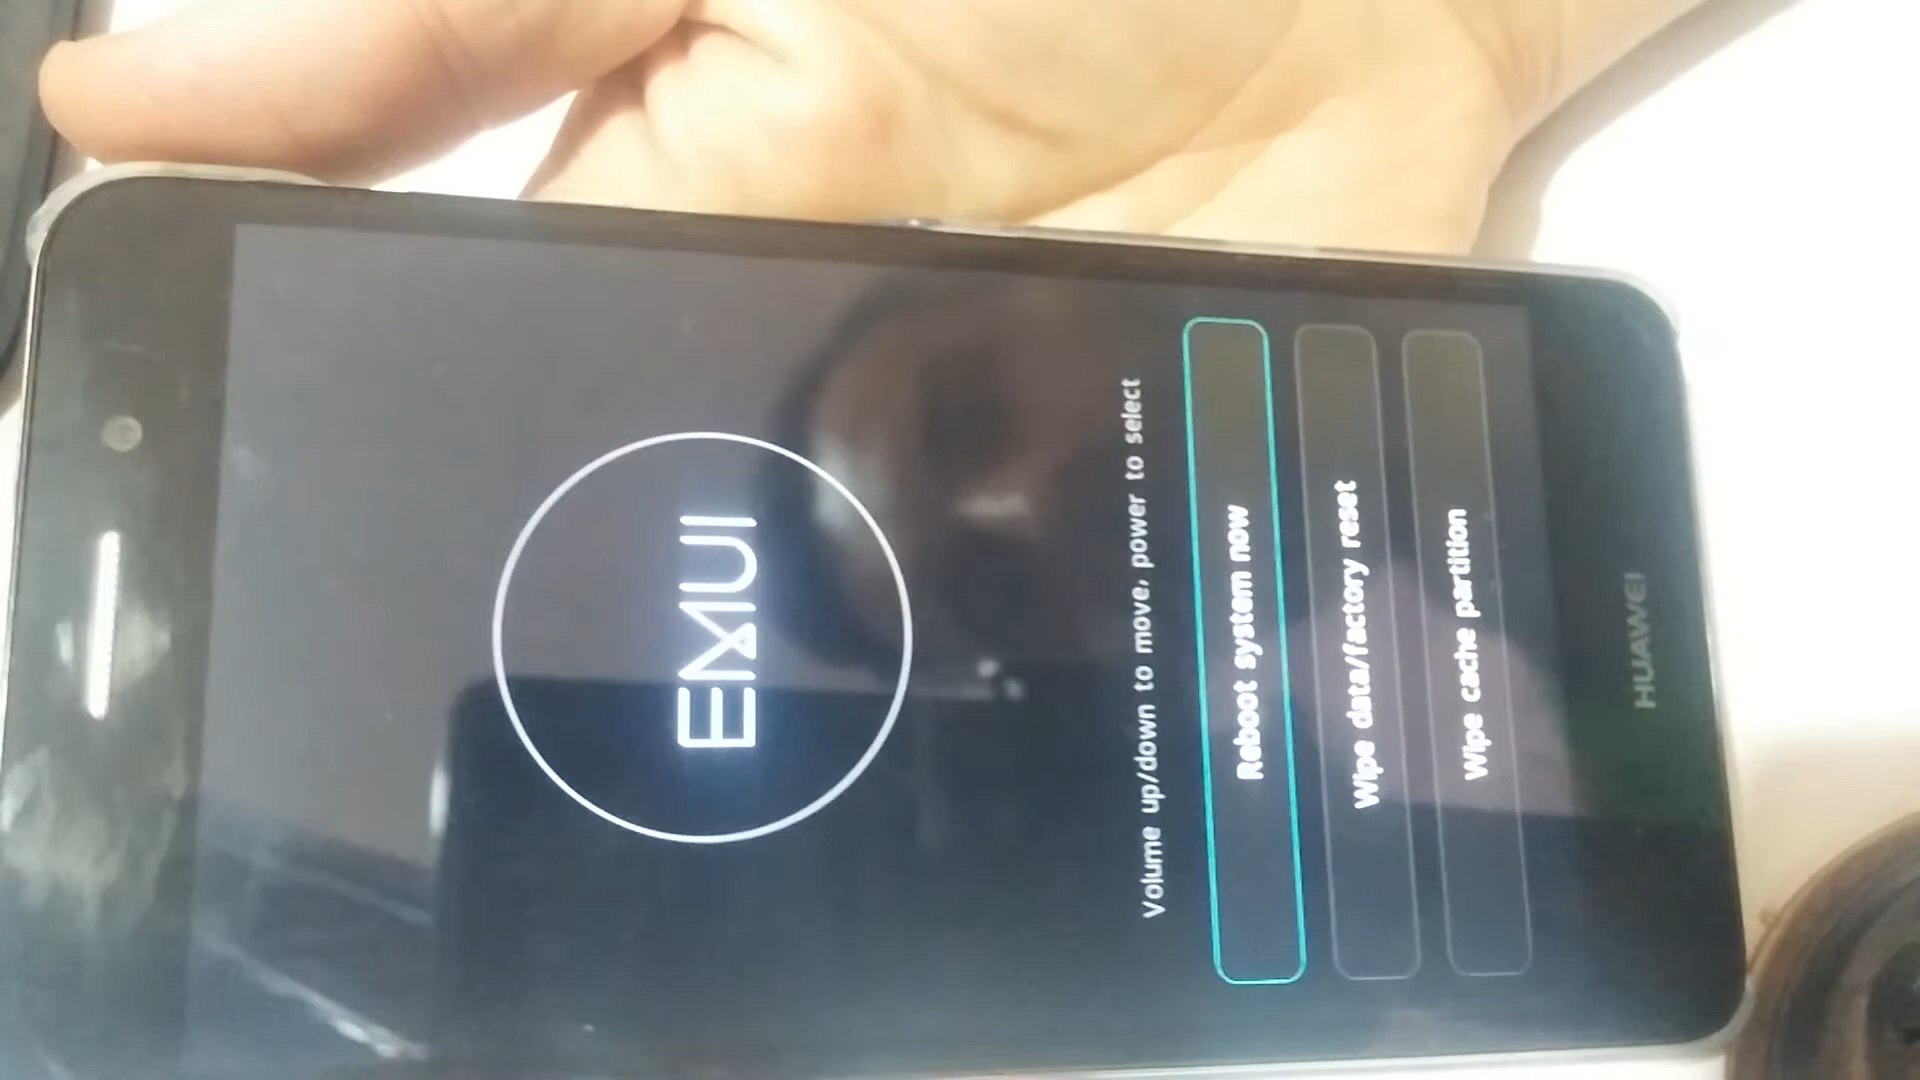 EMUI
Volume up/down to move, power to select
Reboot system now
Wipe data/factory reset
Wipe cache partition
HUAWEI